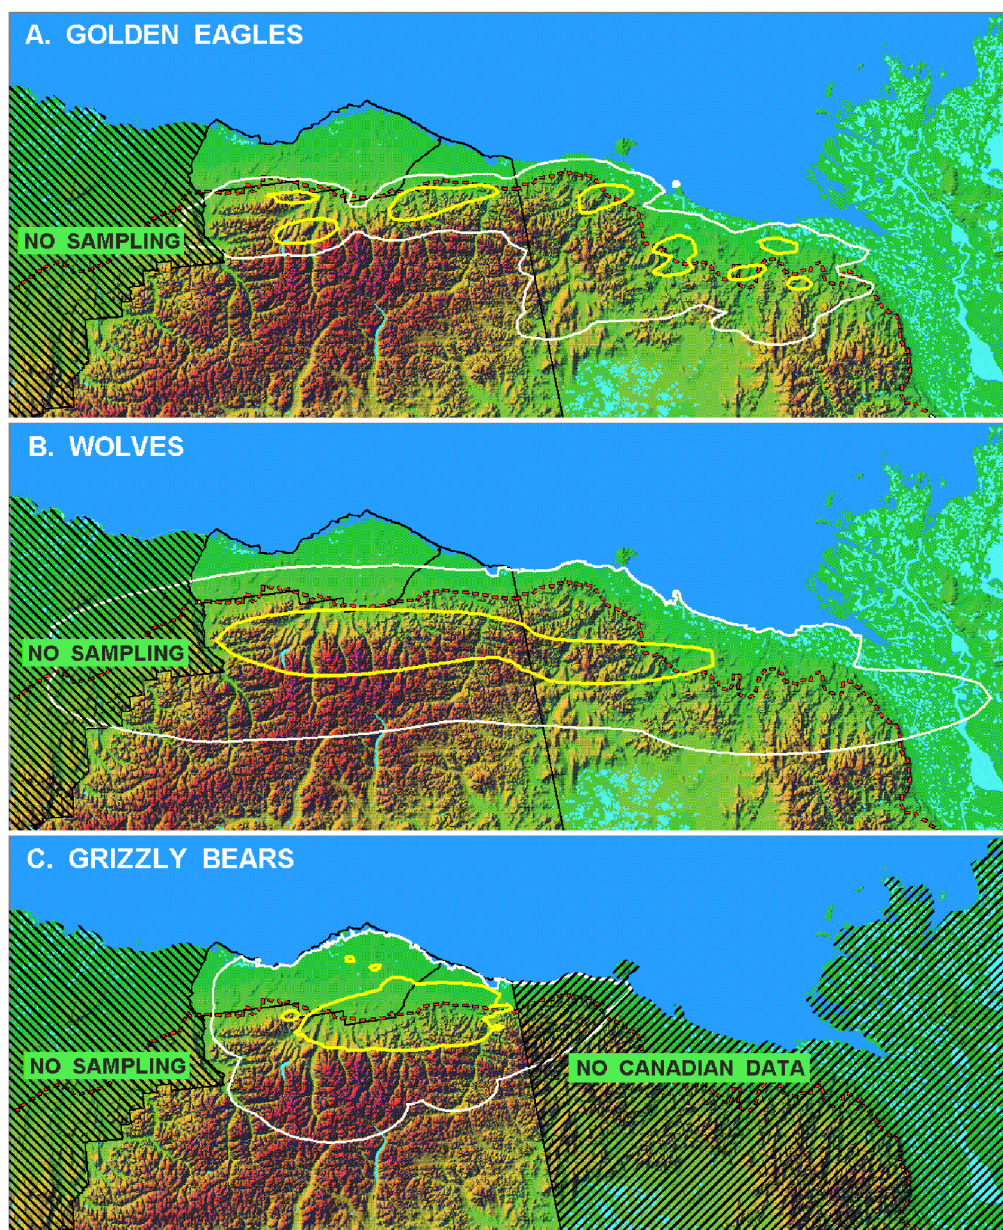 A. GOLDEN EAGLES
NO SAMPLING
B. WOLVES
NO SAMPLING
C. GRIZZLY BEARS
NO SAMPLING
NO CANADIAN DATA